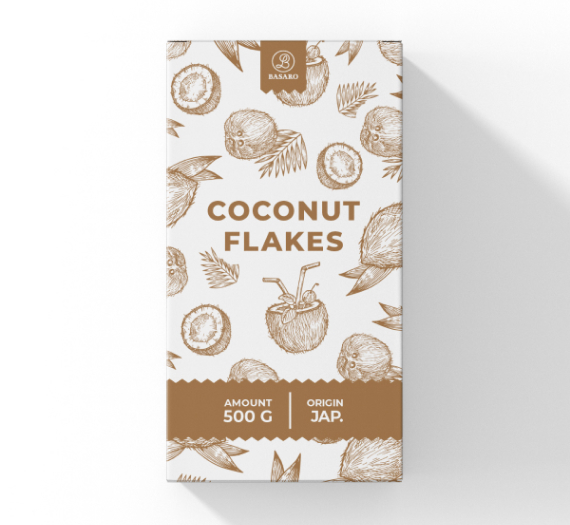 BASARO
COCONUT
FLAKES
AMOUNT
500 G
ORIGIN
JAP.